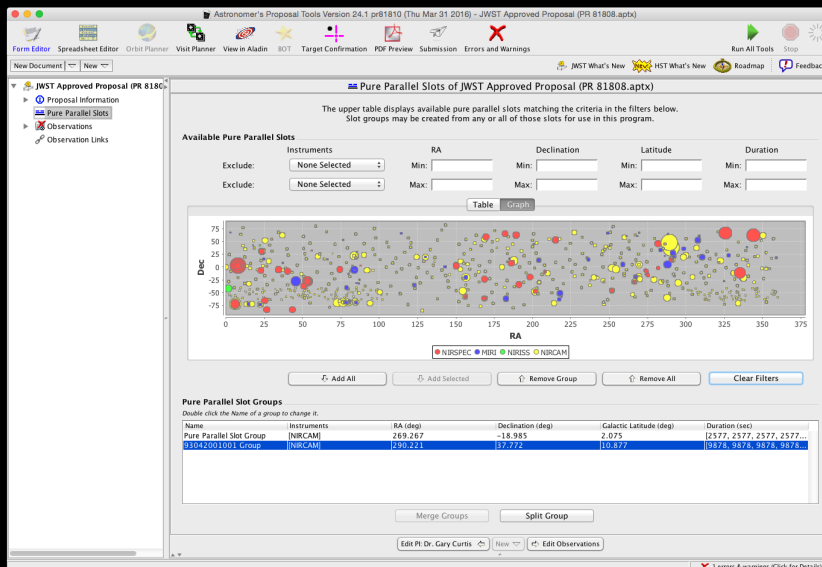 Astronomer's Proposal Tools Version 24.1 pr81810 (Thu Mar 31 2016) - JWST Approved Proposal (PR 81808.aptx)
Form Editor Spreadsheet Editor Orbit Planner Visit Planner View in Aladin BOT Target Confirmation PDF Preview Submission Errors and Warnings Run All Tools Stop
New Document New JWST What's New New HST What's New Roadmap Feedbac
JWST Approved Proposal (PR 8180
Proposal Information
Pure Parallel Slots
Observations
Observation Links
Pure Parallel Slots of JWST Approved Proposal (PR 81808.aptx)
The upper table displays available pure parallel slots matching the criteria in the filters below.
Slot groups may be created from any or all of those slots for use in this program.
Available Pure Parallel Slots
Instruments RA Declination Latitude Duration
Exclude: None Selected Min: Min: Min: Min:
Exclude: None Selected Max: Max: Max: Max:
Table Graph
75
50
25
0
-25
-50
-75
Dec
0 25 50 75 100 125 150 175 200 225 250 275 300 325 350 375
RA
NIRSPEC MIRI NIRISS NIRCAM
Add All Add Selected Remove Group Remove All Clear Filters
Pure Parallel Slot Groups
Double click the Name of a group to change it.
Name Instruments RA (deg) Declination (deg) Galactic Latitude (deg) Duration (sec)
Pure Parallel Slot Group [NIRCAM] 269.267 -18.985 2.075 [2577, 2577, 2577, 2577...
93042001001 Group [NIRCAM] 290.221 37.772 10.877 [9878, 9878, 9878, 9878...
Merge Groups Split Group
Edit PI: Dr. Gary Curtis New Edit Observations
errors & warnings (Click for Details)